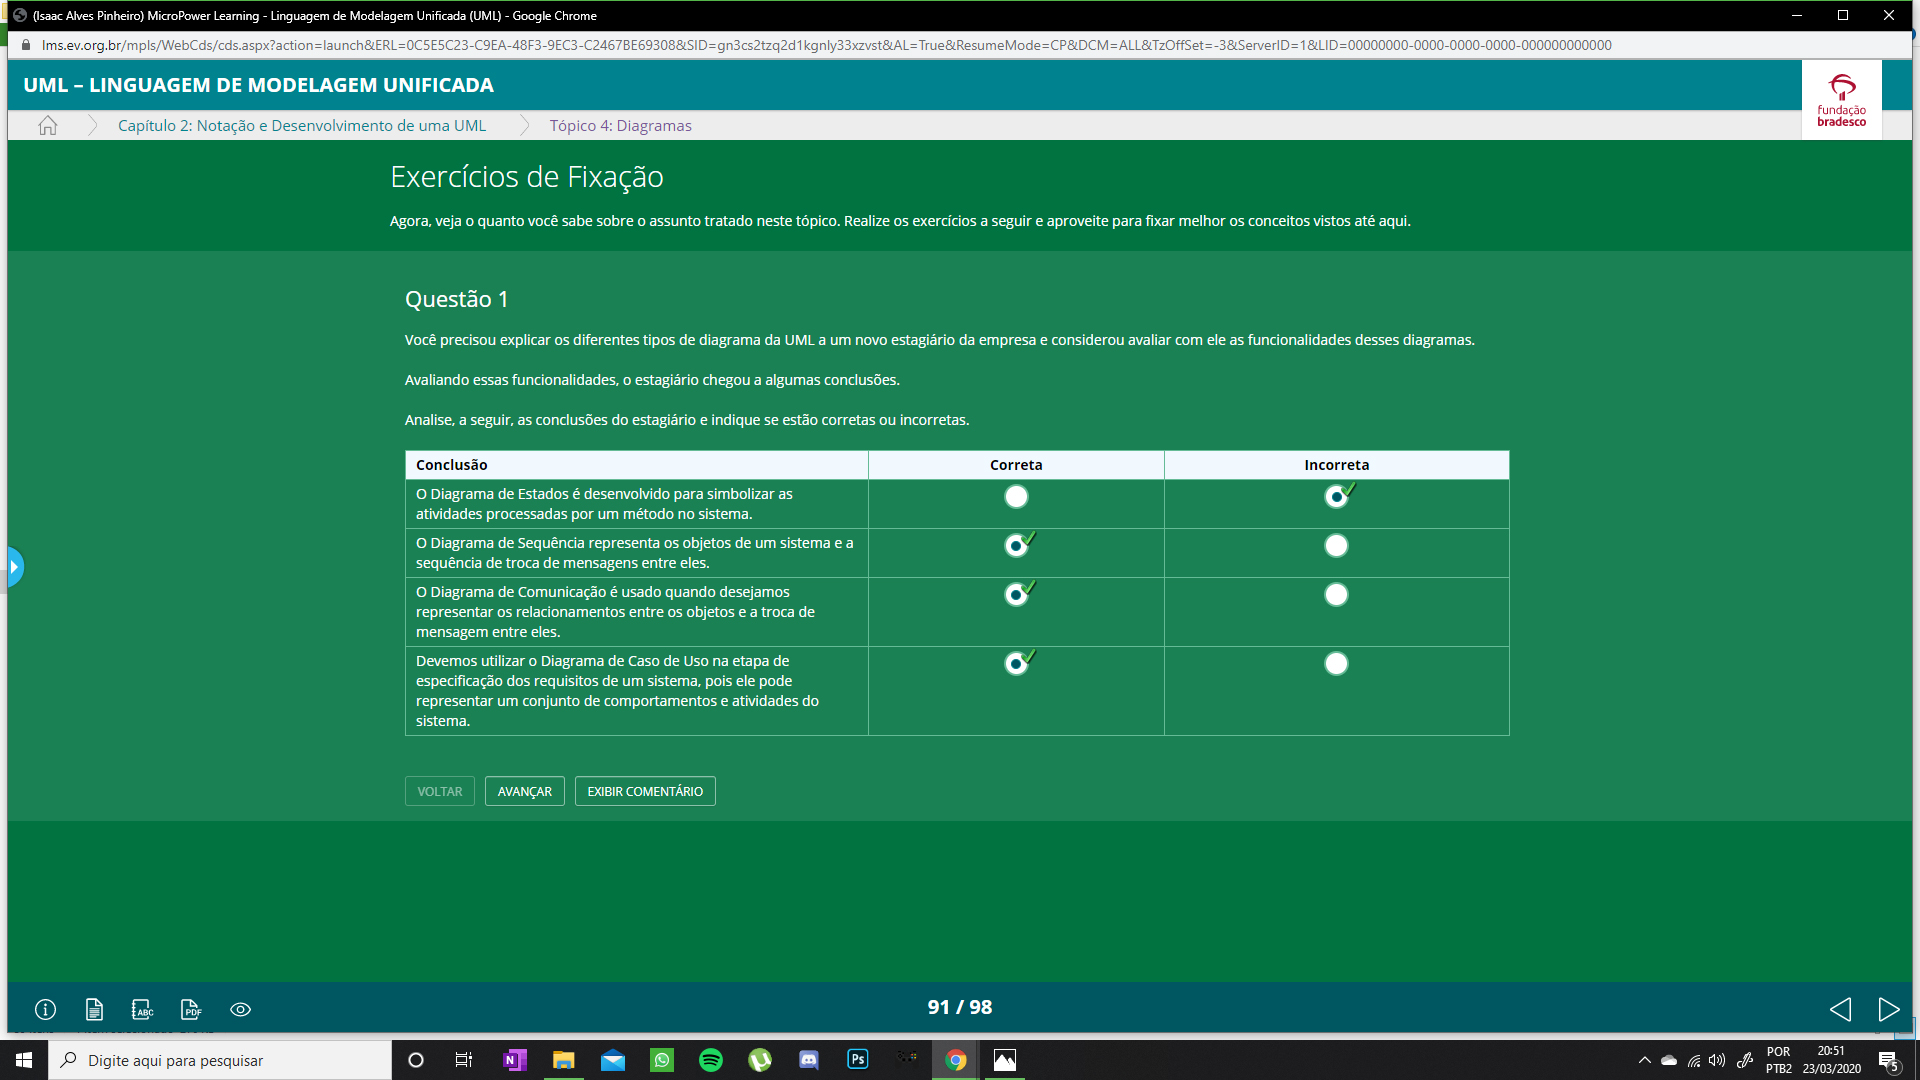 (Isaac Alves Pinheiro) MicroPower Learning - Linguagem de Modelagem Unificada (UML) - Google Chrome
lms.ev.org.br/mpls/WebCds/cds.aspx?action=launch&ERL=0C5E5C23-C9EA-48F3-9EC3-C2467BE69308&SID=gn3cs2tzq2d1kgnly33xzvst&AL=True&ResumeMode=CP&DCM=ALL&TzOffSet=-3&ServerID=1&LID=00000000-0000-0000-0000-000000000000
UML – LINGUAGEM DE MODELAGEM UNIFICADA
fundação
bradesco
Capítulo 2: Notação e Desenvolvimento de uma UML
Tópico 4: Diagramas
Exercícios de Fixação
Agora, veja o quanto você sabe sobre o assunto tratado neste tópico. Realize os exercícios a seguir e aproveite para fixar melhor os conceitos vistos até aqui.
Questão 1
Você precisou explicar os diferentes tipos de diagrama da UML a um novo estagiário da empresa e considerou avaliar com ele as funcionalidades desses diagramas.
Avaliando essas funcionalidades, o estagiário chegou a algumas conclusões.
Analise, a seguir, as conclusões do estagiário e indique se estão corretas ou incorretas.
Conclusão
Correta
Incorreta
O Diagrama de Estados é desenvolvido para simbolizar as
atividades processadas por um método no sistema.
O Diagrama de Sequência representa os objetos de um sistema e a
sequência de troca de mensagens entre eles.
O Diagrama de Comunicação é usado quando desejamos
representar os relacionamentos entre os objetos e a troca de
mensagem entre eles.
Devemos utilizar o Diagrama de Caso de Uso na etapa de
especificação dos requisitos de um sistema, pois ele pode
representar um conjunto de comportamentos e atividades do
sistema.
VOLTAR
AVANÇAR
EXIBIR COMENTÁRIO
ABC
PDF
91 / 98
Digite aqui para pesquisar
N
Ps
POR
PTB2
20:51
23/03/2020
5